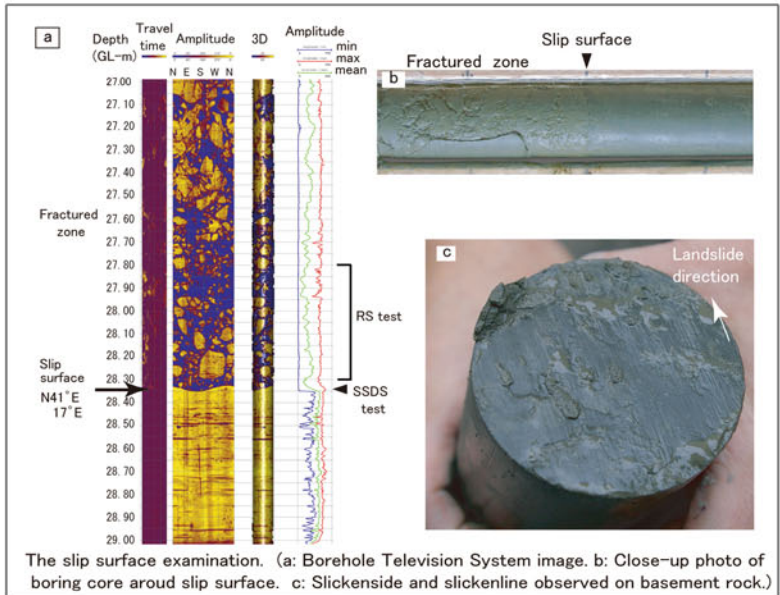 a
Depth
(GL-m)
Travel
time
Amplitude
N E S W N
3D
Amplitude
min
max
mean
27.00
27.10
27.20
27.30
27.40
27.50
27.60
27.70
27.80
27.90
28.00
28.10
28.20
28.30
28.40
28.50
28.60
28.70
28.80
28.90
29.00
Fractured
zone
Slip
surface
N41°E
17°E
RS test
SSDS
test
Slip surface
Fractured zone
b
c
Landslide
direction
The slip surface examination. (a: Borehole Television System image. b: Close-up photo of
boring core aroud slip surface. c: Slickenside and slickenline observed on basement rock.)